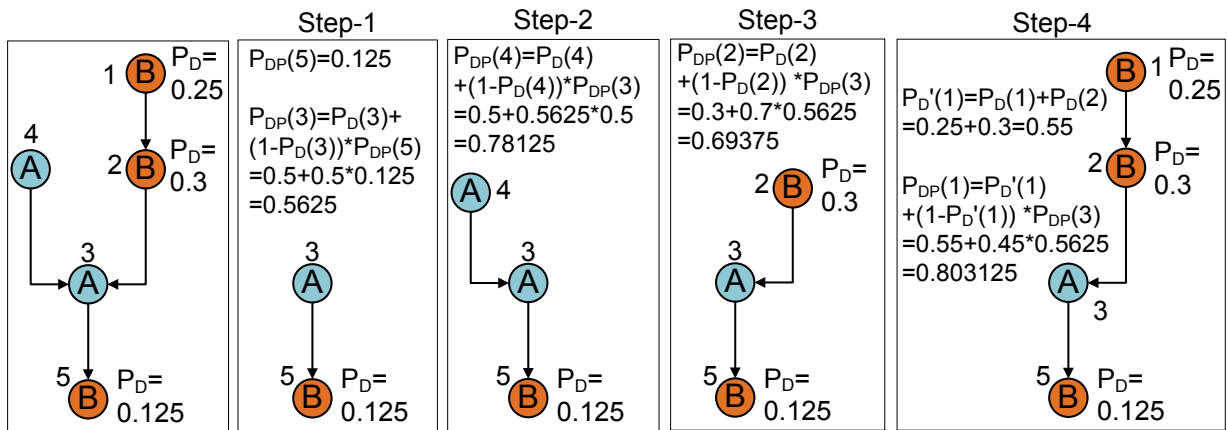 Step-1
Step-2
Step-3
Step-4
1 B P_D=
0.25
4
A
2 B P_D=
0.3
3
A
5 B P_D=
0.125
P_DP(5)=0.125
P_DP(3)=P_D(3)+
(1-P_D(3))*P_DP(5)
=0.5+0.5*0.125
=0.5625
3
A
5 B P_D=
0.125
P_DP(4)=P_D(4)
+(1-P_D(4))*P_DP(3)
=0.5+0.5625*0.5
=0.78125
A 4
3
A
5 B P_D=
0.125
P_DP(2)=P_D(2)
+(1-P_D(2)) *P_DP(3)
=0.3+0.7*0.5625
=0.69375
2 B P_D=
0.3
3
A
5 B P_D=
0.125
B 1 P_D=
0.25
P_D'(1)=P_D(1)+P_D(2)
=0.25+0.3=0.55
2 B P_D=
0.3
P_DP(1)=P_D'(1)
+(1-P_D'(1)) *P_DP(3)
=0.55+0.45*0.5625
=0.803125
A
3
5 B P_D=
0.125